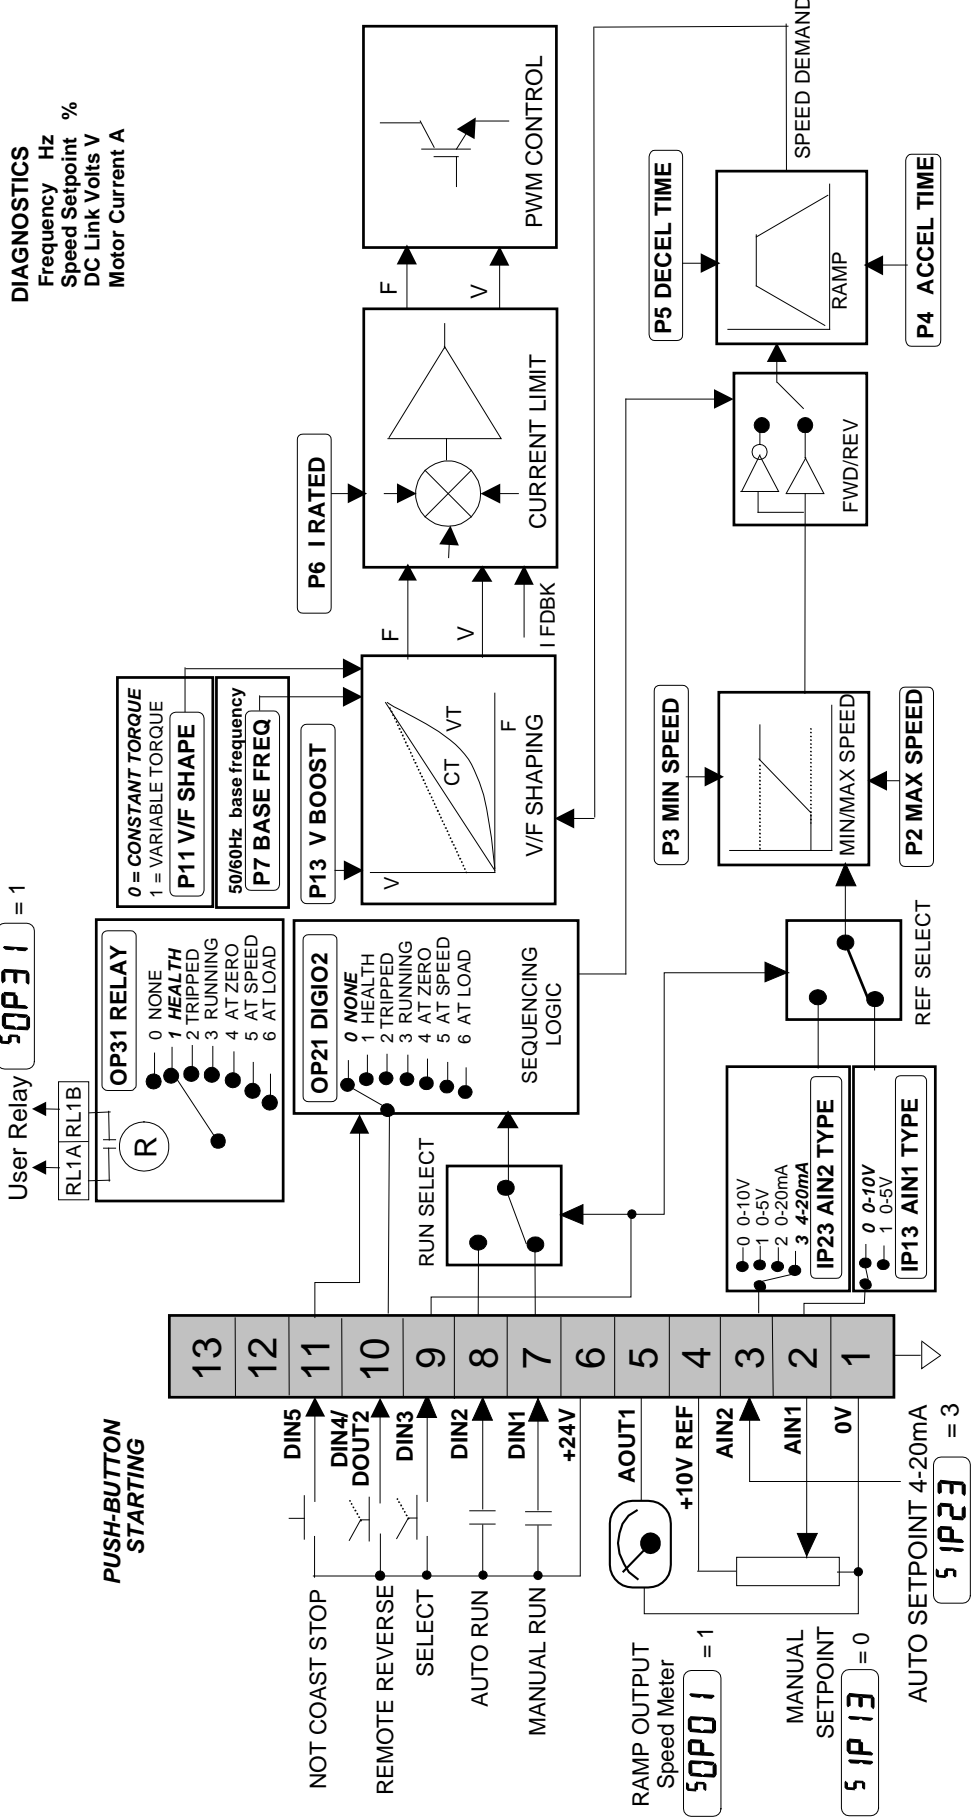 DIAGNOSTICS
Frequency Hz
Speed Setpoint %
DC Link Volts V
Motor Current A
PUSH-BUTTON
STARTING
User Relay
SOP31 = 1
RL1A RL1B
R
OP31 RELAY
0 NONE
1 HEALTH
2 TRIPPED
3 RUNNING
4 AT ZERO
5 AT SPEED
6 AT LOAD
0 = CONSTANT TORQUE
1 = VARIABLE TORQUE
P11 V/F SHAPE
50/60Hz base frequency
P7 BASE FREQ
P13 V BOOST
V
CT
VT
F
V/F SHAPING
F
V
I FDBK
P6 I RATED
CURRENT LIMIT
F
V
PWM CONTROL
OP21 DIGIO2
0 NONE
1 HEALTH
2 TRIPPED
3 RUNNING
4 AT ZERO
5 AT SPEED
6 AT LOAD
SEQUENCING
LOGIC
RUN SELECT
NOT COAST STOP
REMOTE REVERSE
SELECT
AUTO RUN
MANUAL RUN
DIN5
DIN4/
DOUT2
DIN3
DIN2
DIN1
+24V
AOUT1
+10V REF
AIN2
AIN1
0V
13
12
11
10
9
8
7
6
5
4
3
2
1
RAMP OUTPUT
Speed Meter
SOP01 = 1
MANUAL
SETPOINT
SIP13 = 0
AUTO SETPOINT 4-20mA
SIP23 = 3
0 0-10V
1 0-5V
2 0-20mA
3 4-20mA
IP23 AIN2 TYPE
0 0-10V
1 0-5V
IP13 AIN1 TYPE
REF SELECT
P3 MIN SPEED
MIN/MAX SPEED
P2 MAX SPEED
FWD/REV
P5 DECEL TIME
RAMP
P4 ACCEL TIME
SPEED DEMAND